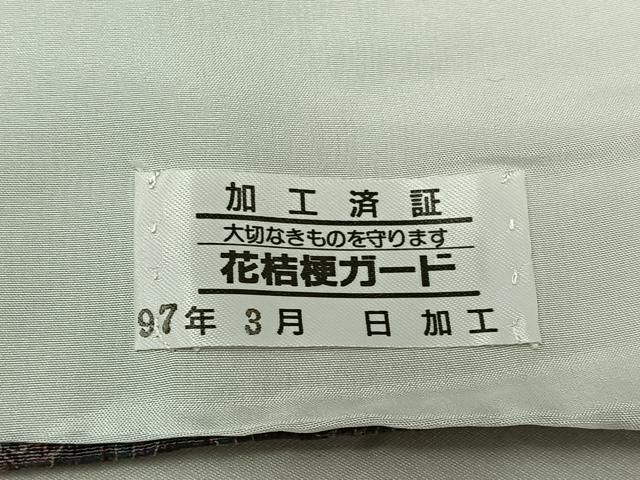 加工済証
大切なきものを守ります
花桔梗ガード
97年 3月 日加工